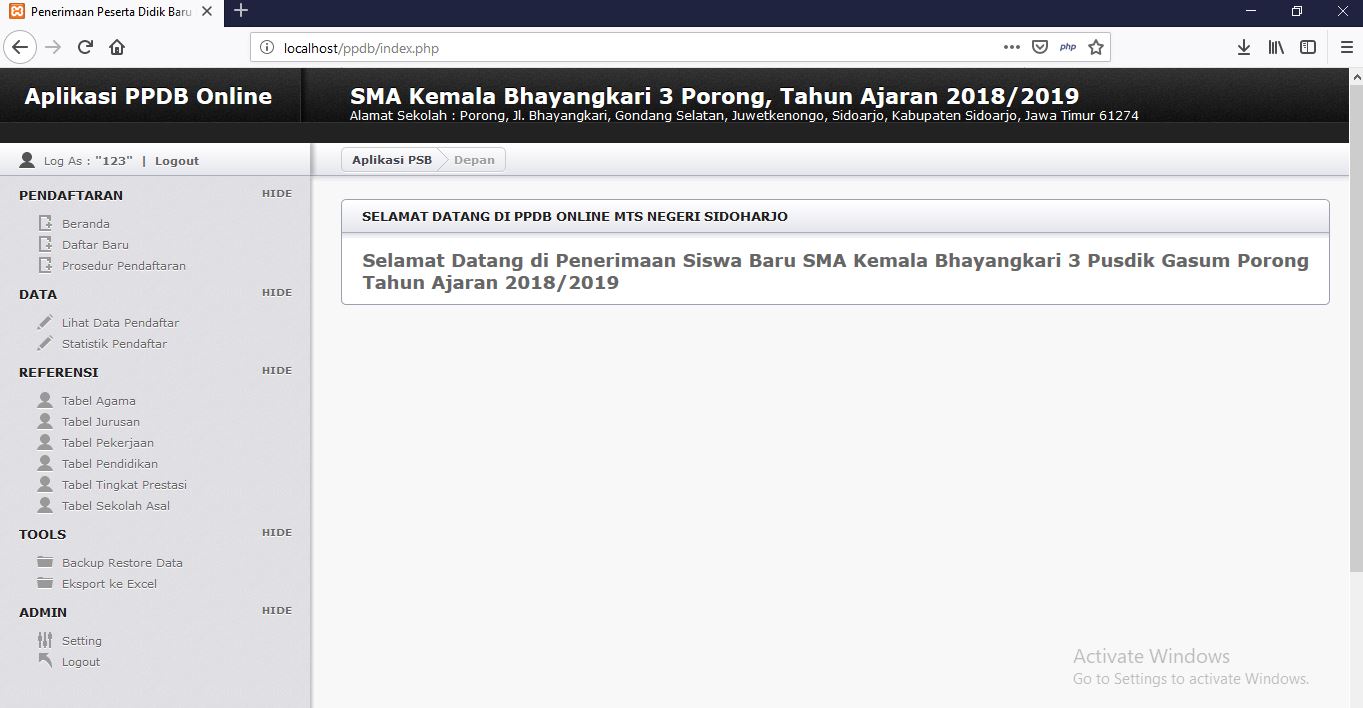 Penerimaan Peserta Didik Baru
localhost/ppdb/index.php
php
Aplikasi PPDB Online
SMA Kemala Bhayangkari 3 Porong, Tahun Ajaran 2018/2019
Alamat Sekolah : Porong, Jl. Bhayangkari, Gondang Selatan, Juwetkenongo, Sidoarjo, Kabupaten Sidoarjo, Jawa Timur 61274
Log As : "123" | Logout
Aplikasi PSB Depan
PENDAFTARAN HIDE
Beranda
Daftar Baru
Prosedur Pendaftaran
DATA HIDE
Lihat Data Pendaftar
Statistik Pendaftar
REFERENSI HIDE
Tabel Agama
Tabel Jurusan
Tabel Pekerjaan
Tabel Pendidikan
Tabel Tingkat Prestasi
Tabel Sekolah Asal
TOOLS HIDE
Backup Restore Data
Eksport ke Excel
ADMIN HIDE
Setting
Logout
SELAMAT DATANG DI PPDB ONLINE MTS NEGERI SIDOHARJO
Selamat Datang di Penerimaan Siswa Baru SMA Kemala Bhayangkari 3 Pusdik Gasum Porong
Tahun Ajaran 2018/2019
Activate Windows
Go to Settings to activate Windows.